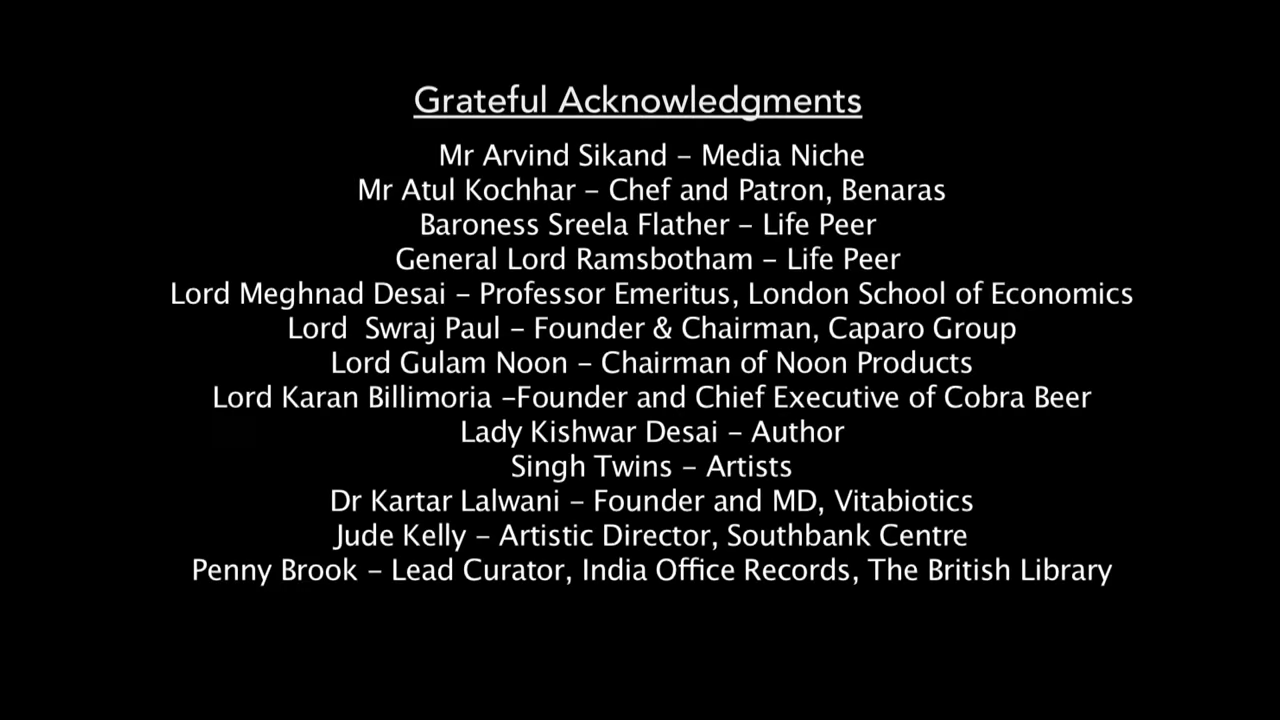 Grateful Acknowledgments
Mr Arvind Sikand – Media Niche
Mr Atul Kochhar – Chef and Patron, Benaras
Baroness Sreela Flather – Life Peer
General Lord Ramsbotham – Life Peer
Lord Meghnad Desai – Professor Emeritus, London School of Economics
Lord  Swraj Paul – Founder & Chairman, Caparo Group
Lord Gulam Noon – Chairman of Noon Products
Lord Karan Billimoria –Founder and Chief Executive of Cobra Beer
Lady Kishwar Desai – Author
Singh Twins – Artists
Dr Kartar Lalwani – Founder and MD, Vitabiotics
Jude Kelly – Artistic Director, Southbank Centre
Penny Brook – Lead Curator, India Office Records, The British Library